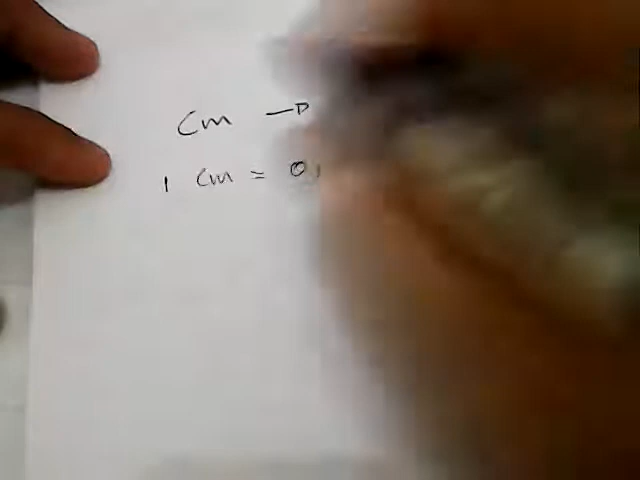 Cm →
1 cm = 0